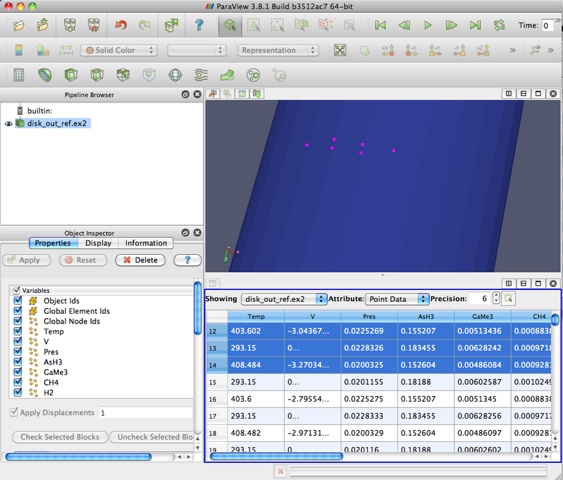 ParaView 3.8.1 Build b3512ac7 64-bit
Time: 0
Solid Color
Representation
Pipeline Browser
builtin:
disk_out_ref.ex2
Object Inspector
Properties Display Information
Apply Reset Delete ?
Variables
Object Ids
Global Element Ids
Global Node Ids
Temp
V
Pres
AsH3
GaMe3
CH4
H2
Apply Displacements 1
Check Selected Blocks Uncheck Selected Blo
Showing disk_out_ref.ex2 Attribute: Point Data Precision: 6
Temp V Pres AsH3 GaMe3 CH4
12 403.602 -3.04367... 0.0225269 0.155207 0.00513436 0.0008838
13 293.15 0... 0.0228326 0.183455 0.00628242 0.0009718
14 408.484 -3.27034... 0.0200325 0.152604 0.00486084 0.0009287
15 293.15 0... 0.0201155 0.18188 0.00602587 0.0010249
16 403.6 -2.79554... 0.0225275 0.155207 0.0051345 0.0008838
17 293.15 0... 0.0228333 0.183455 0.00628256 0.0009717
18 408.482 -2.97131... 0.0200329 0.152604 0.00486097 0.0009287
19 293.15 0... 0.020116 0.18188 0.00602602 0.0010249